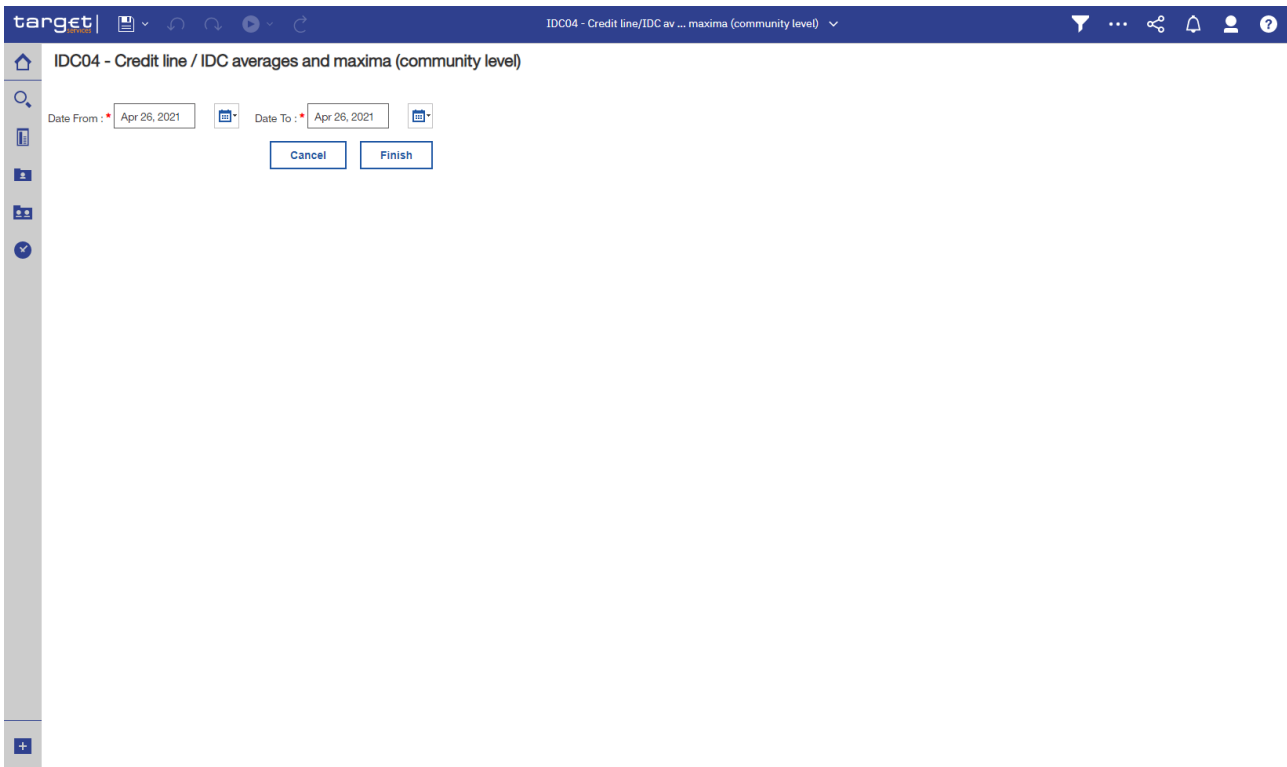 target|
services
IDC04 - Credit line/IDC av ... maxima (community level)
IDC04 - Credit line / IDC averages and maxima (community level)
Date From : * Apr 26, 2021 Date To : * Apr 26, 2021
Cancel Finish